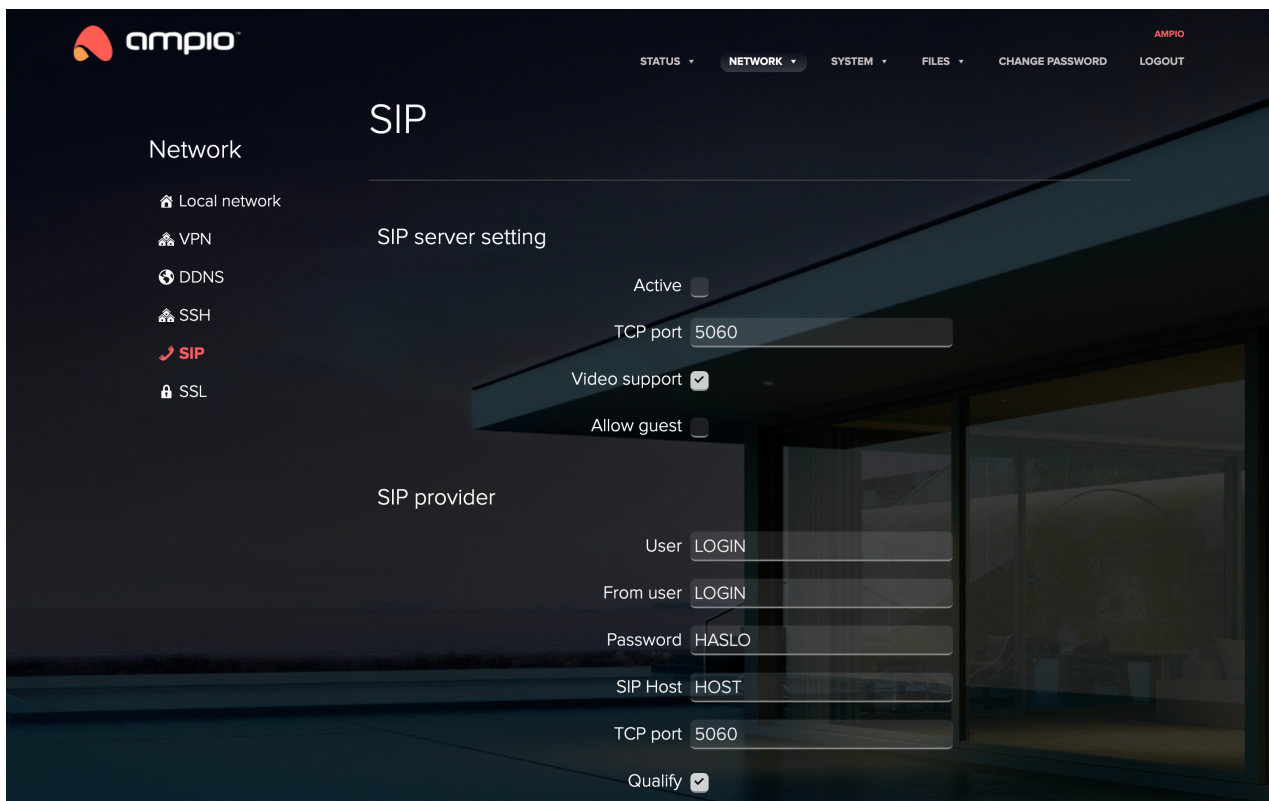 ampio™
AMPIO
STATUS NETWORK SYSTEM FILES CHANGE PASSWORD LOGOUT
SIP
Network
Local network
VPN
DDNS
SSH
SIP
SSL
SIP server setting
Active
TCP port 5060
Video support
Allow guest
SIP provider
User LOGIN
From user LOGIN
Password HASLO
SIP Host HOST
TCP port 5060
Qualify